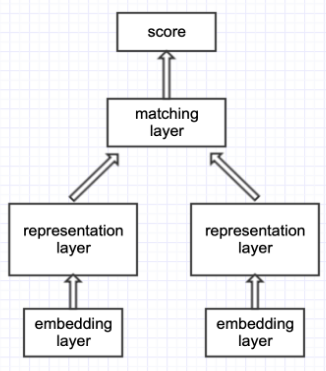 score
matching
layer
representation
layer
representation
layer
embedding
layer
embedding
layer